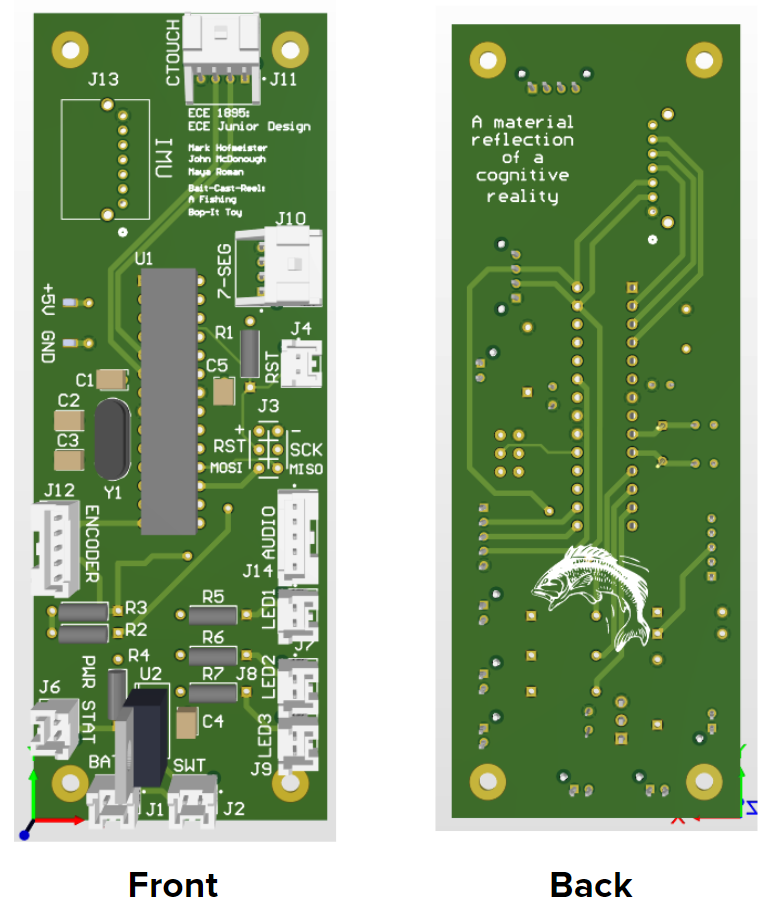 CTOUCH
J13
J11
ECE 1895:
ECE Junior Design
Mark Hofmeister
John McDonough
Maya Roman
Bait-Cast-Reel:
A Fishing
Bop-It Toy
IMU
J10
7-SEG
U1
+5V
GND
R1
J4
RST
C1
C5
C2
C3
Y1
J3
+
-
RST
SCK
MOSI
MISO
J12
ENCODER
AUDIO
J14
R3
R2
R5
LED1
R4
R6
J7
U2
R7
J8
LED2
J6
PWR STAT
C4
LED3
BAT
SWT
J9
J1
J2
A material
reflection
of a
cognitive
reality
X
Y
Z
Front
Back